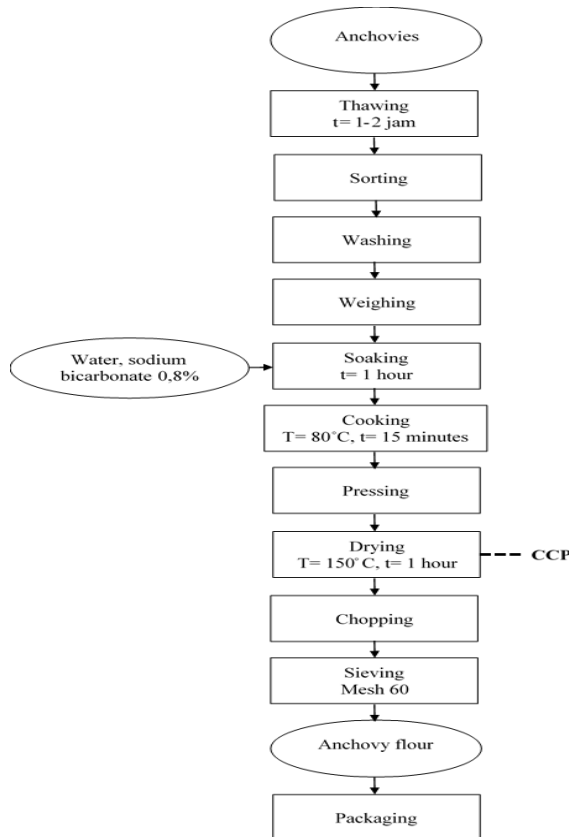 Anchovies
Thawing
t= 1-2 jam
Sorting
Washing
Weighing
Water, sodium
bicarbonate 0,8%
Soaking
t= 1 hour
Cooking
T= 80˚C, t= 15 minutes
Pressing
Drying
T= 150˚C, t= 1 hour
CCP
Chopping
Sieving
Mesh 60
Anchovy flour
Packaging